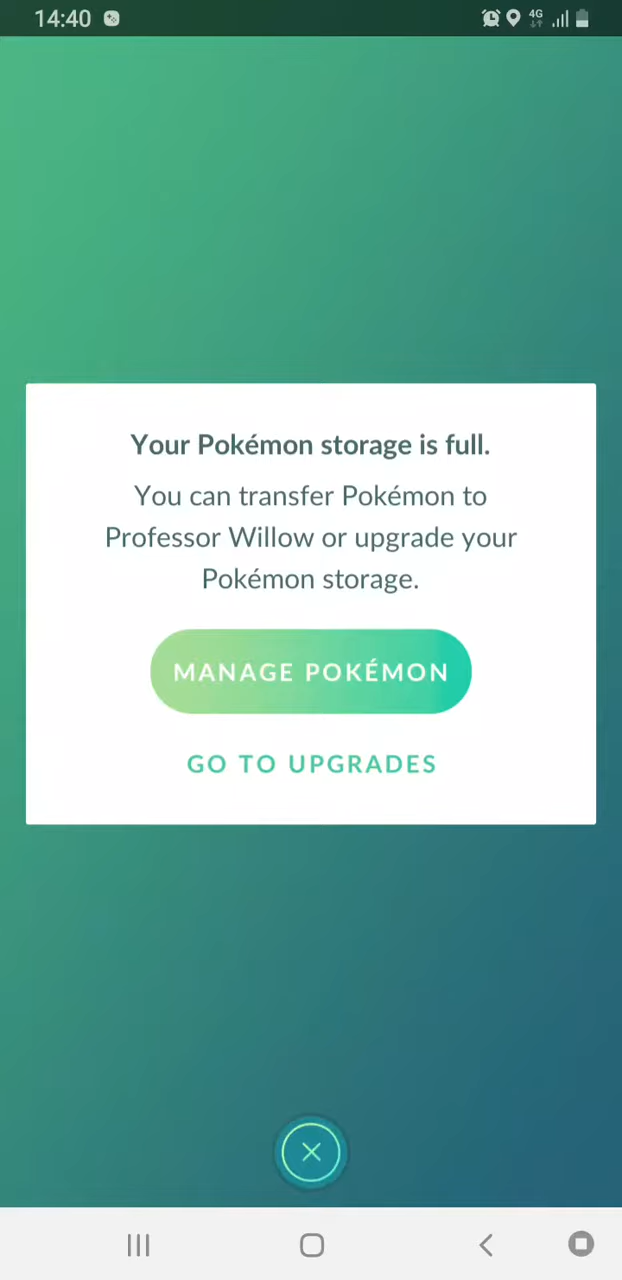 14:40
4G
Your Pokémon storage is full.
You can transfer Pokémon to
Professor Willow or upgrade your
Pokémon storage.
MANAGE POKÉMON
GO TO UPGRADES